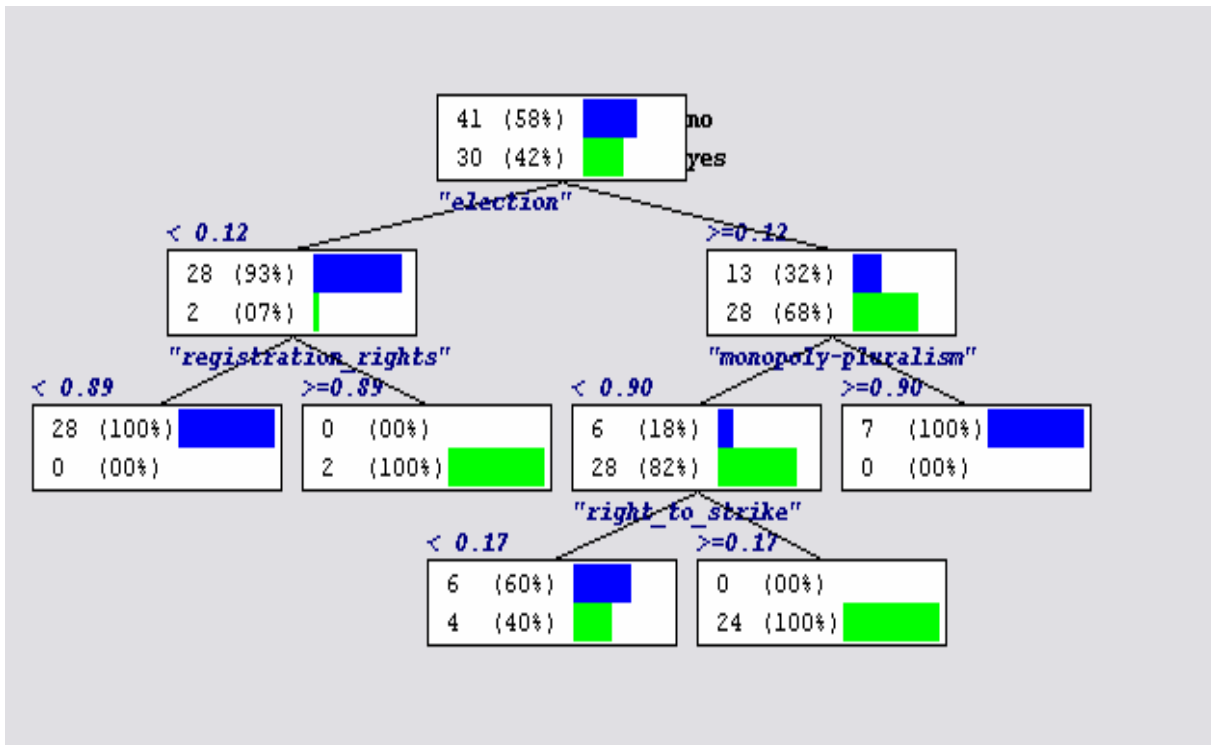 41 (58%) no
30 (42%) yes
"election"
< 0.12 >=0.12
28 (93%) 13 (32%)
2 (07%) 28 (68%)
"registration_rights" "monopoly-pluralism"
< 0.89 >=0.89 < 0.90 >=0.90
28 (100%) 0 (00%) 6 (18%) 7 (100%)
0 (00%) 2 (100%) 28 (82%) 0 (00%)
"right_to_strike"
< 0.17 >=0.17
6 (60%) 0 (00%)
4 (40%) 24 (100%)